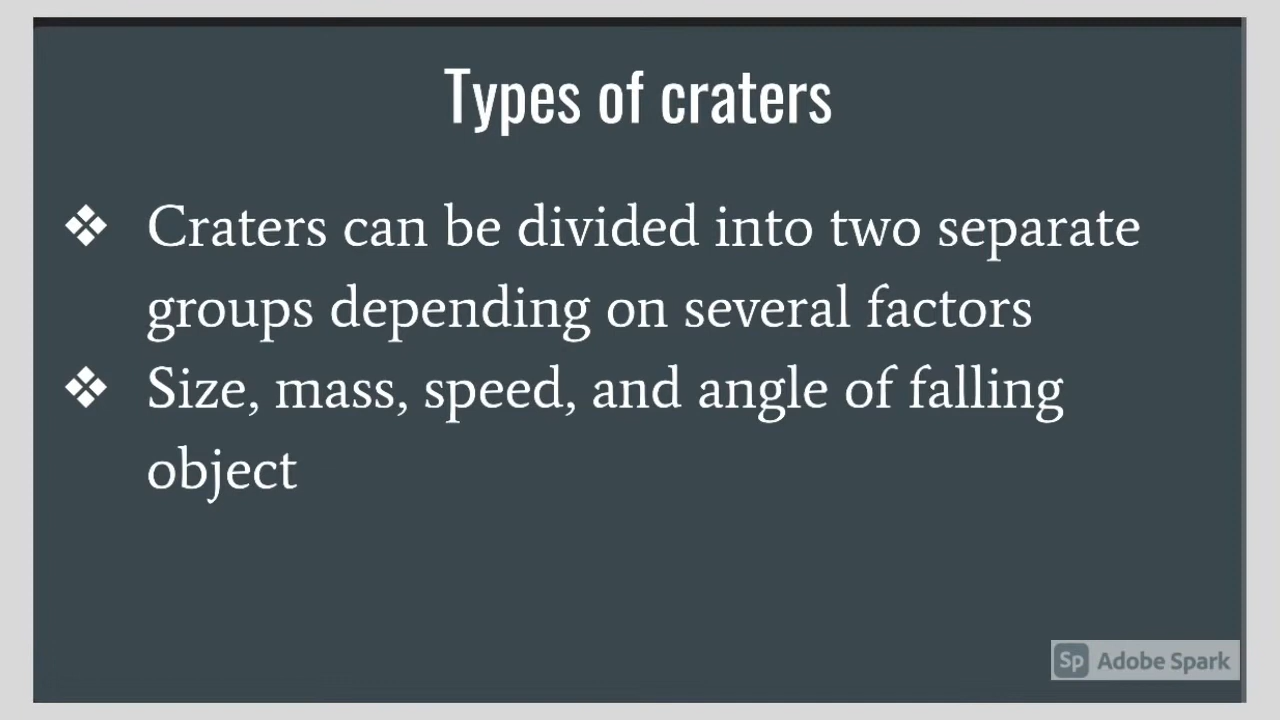 Types of craters
❖ Craters can be divided into two separate
groups depending on several factors
❖ Size, mass, speed, and angle of falling
object
Sp Adobe Spark